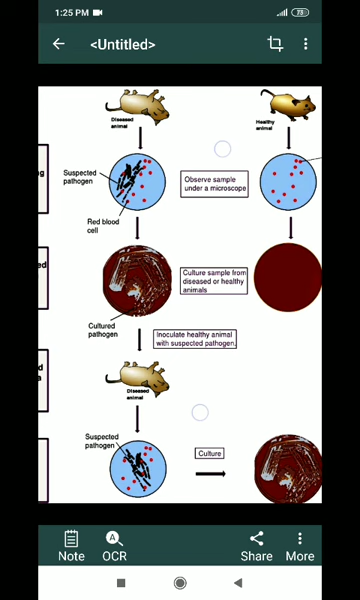 1:25 PM
73
<Untitled>
Diseased
animal
Healthy
animal
Suspected
pathogen
Observe sample
under a microscope
Red blood
cell
Culture sample from
diseased or healthy
animals
Cultured
pathogen
Inoculate healthy animal
with suspected pathogen.
Diseased
animal
Suspected
pathogen
Culture
Note
OCR
Share
More